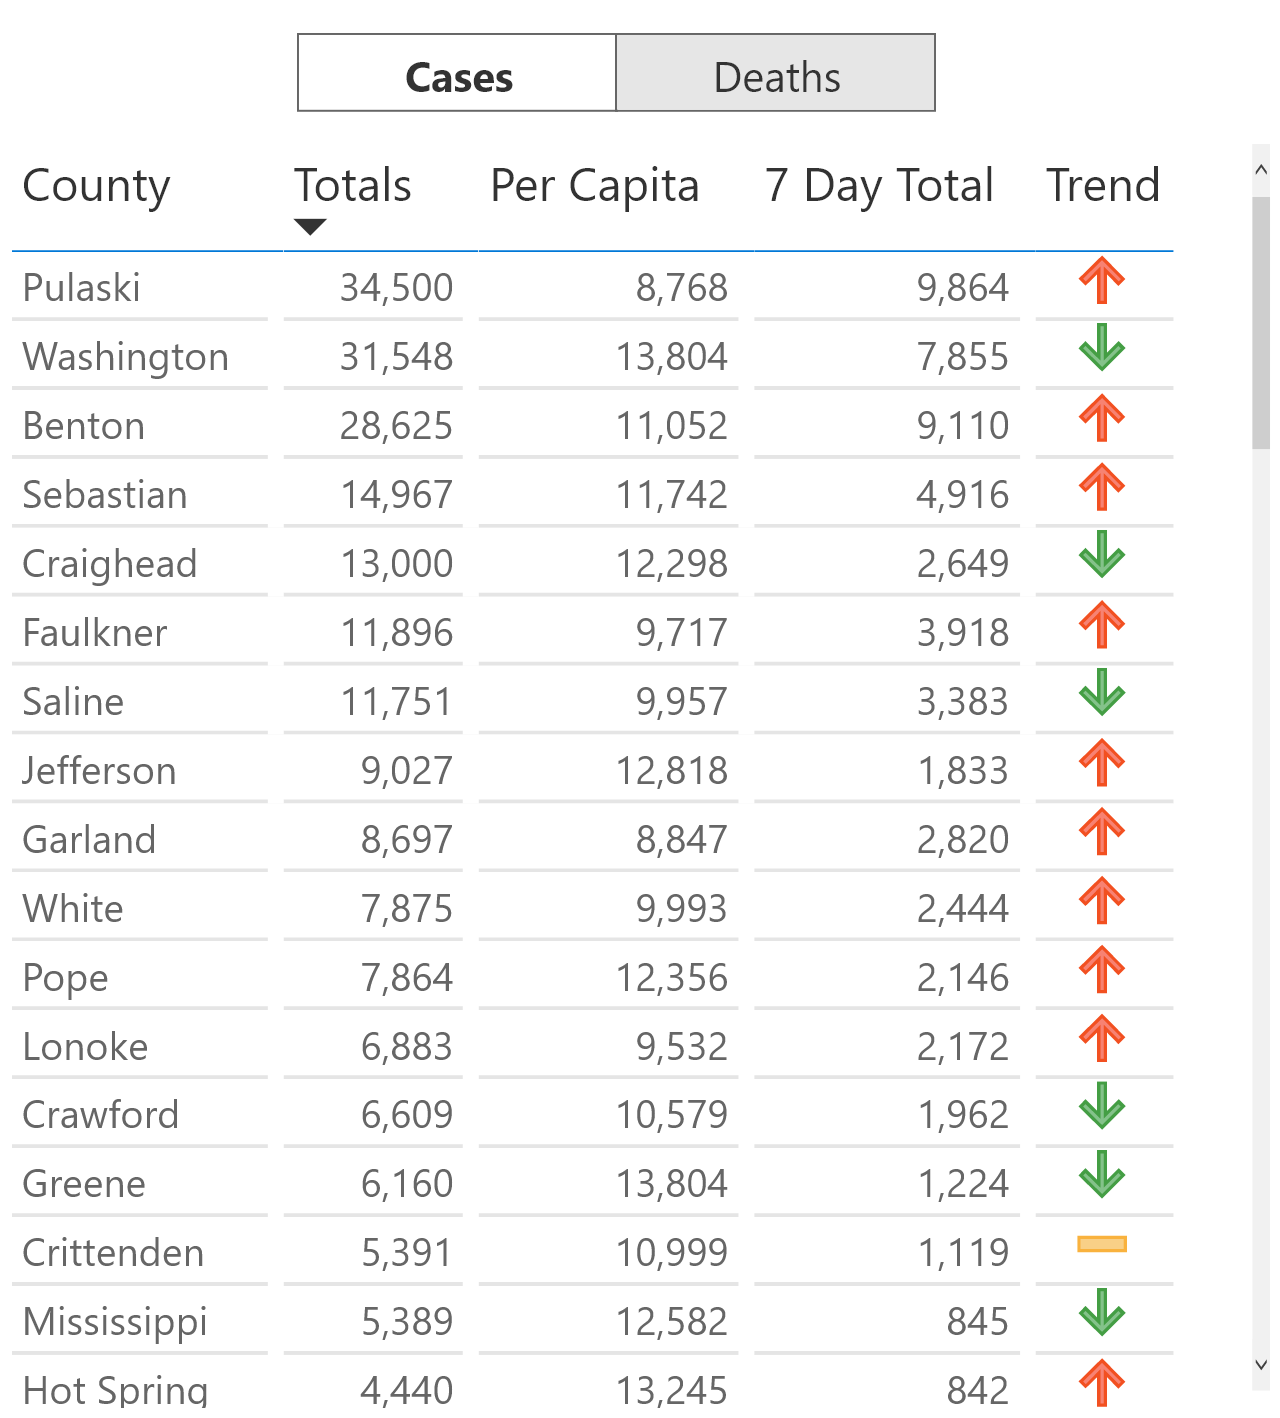 Cases Deaths
County Totals Per Capita 7 Day Total Trend
Pulaski 34,500 8,768 9,864
Washington 31,548 13,804 7,855
Benton 28,625 11,052 9,110
Sebastian 14,967 11,742 4,916
Craighead 13,000 12,298 2,649
Faulkner 11,896 9,717 3,918
Saline 11,751 9,957 3,383
Jefferson 9,027 12,818 1,833
Garland 8,697 8,847 2,820
White 7,875 9,993 2,444
Pope 7,864 12,356 2,146
Lonoke 6,883 9,532 2,172
Crawford 6,609 10,579 1,962
Greene 6,160 13,804 1,224
Crittenden 5,391 10,999 1,119
Mississippi 5,389 12,582 845
Hot Spring 4,440 13,245 842